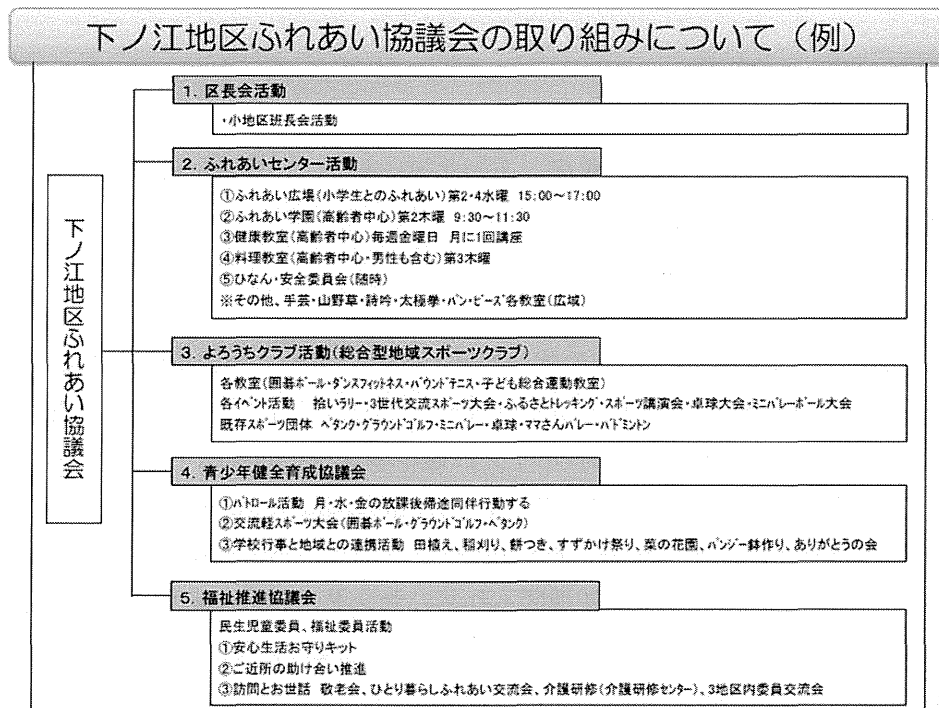 下ノ江地区ふれあい協議会の取り組みについて（例）
下ノ江地区ふれあい協議会
1. 区長会活動
・小地区班長会活動
2. ふれあいセンター活動
①ふれあい広場(小学生とのふれあい)第2・4水曜 15:00～17:00
②ふれあい学園(高齢者中心)第2木曜 9:30～11:30
③健康教室(高齢者中心)毎週金曜日 月に1回講座
④料理教室(高齢者中心・男性も含む)第3木曜
⑤ひなん・安全委員会(随時)
※その他、手芸・山野草・詩吟・太極拳・パン・ビーズ各教室(広域)
3. よろうちクラブ活動(総合型地域スポーツクラブ)
各教室(囲碁ボール・ダンスフィットネス・バウンドテニス・子ども総合運動教室)
各イベント活動 拾いラリー・3世代交流スポーツ大会・ふるさとトレッキング・スポーツ講演会・卓球大会・ミニバレーボール大会
既存スポーツ団体 ペタンク・グラウンドゴルフ・ミニバレー・卓球・ママさんバレー・バドミントン
4. 青少年健全育成協議会
①パトロール活動 月・水・金の放課後帰途同伴行動する
②交流軽スポーツ大会(囲碁ボール・グラウンドゴルフ・ペタンク)
③学校行事と地域との連携活動 田植え、稲刈り、餅つき、すずかけ祭り、菜の花園、パンジー鉢作り、ありがとうの会
5. 福祉推進協議会
民生児童委員、福祉委員活動
①安心生活お守りキット
②ご近所の助け合い推進
③訪問とお世話 敬老会、ひとり暮らしふれあい交流会、介護研修(介護研修センター)、3地区内委員交流会